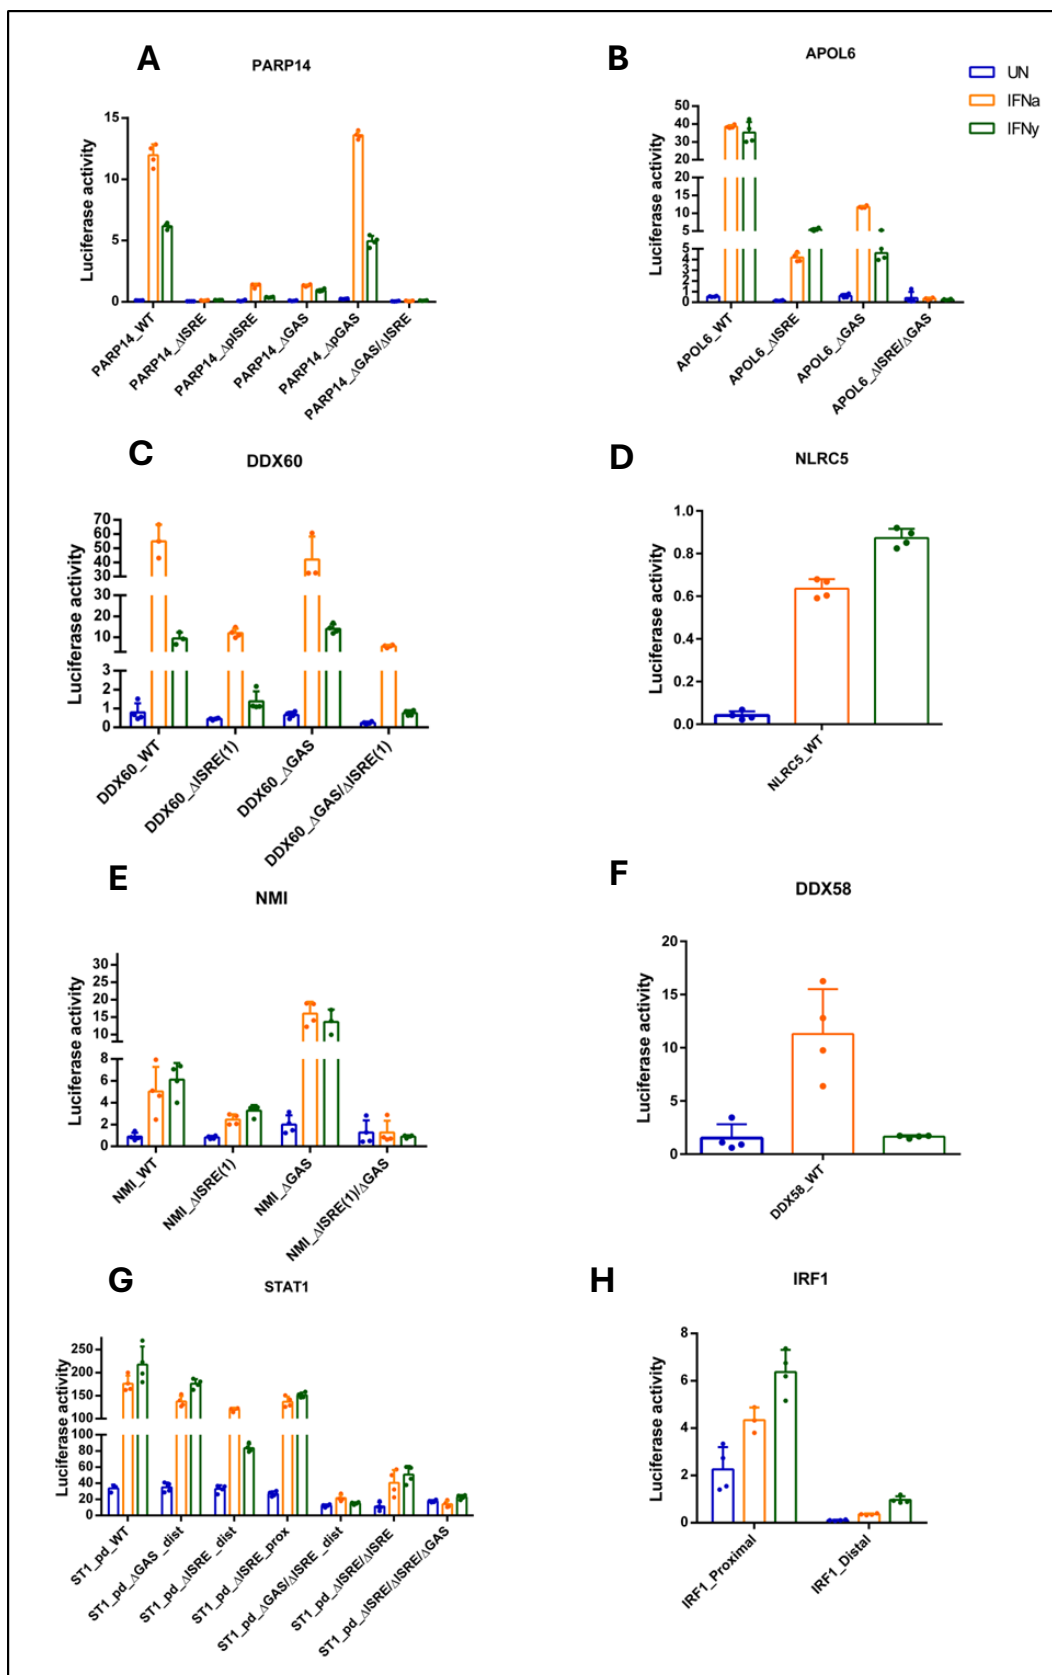 A
PARP14
Luciferase activity
15
10
5
0
PARP14_WT
PARP14_ΔISRE
PARP14_ΔpISRE
PARP14_ΔGAS
PARP14_ΔpGAS
PARP14_ΔGAS/ΔISRE
B
APOL6
UN
IFNa
IFNy
Luciferase activity
50
40
30
20
20
15
10
5
5
4
3
2
1
0
APOL6_WT
APOL6_ΔISRE
APOL6_ΔGAS
APOL6_ΔISRE/ΔGAS
C
DDX60
Luciferase activity
70
60
50
40
30
30
20
10
3
2
1
0
DDX60_WT
DDX60_ΔISRE(1)
DDX60_ΔGAS
DDX60_ΔGAS/ΔISRE(1)
D
NLRC5
Luciferase activity
1.0
0.8
0.6
0.4
0.2
0.0
NLRC5_WT
E
NMI
Luciferase activity
30
25
20
15
10
8
6
4
2
0
NMI_WT
NMI_ΔISRE(1)
NMI_ΔGAS
NMI_ΔISRE(1)/ΔGAS
F
DDX58
Luciferase activity
20
15
10
5
0
DDX58_WT
G
STAT1
Luciferase activity
250
200
150
100
100
80
60
40
20
0
ST1_pd_WT
ST1_pd_ΔGAS_dist
ST1_pd_ΔISRE_dist
ST1_pd_ΔISRE_prox
ST1_pd_ΔGAS/ΔISRE_dist
ST1_pd_ΔISRE/ΔISRE
ST1_pd_ΔISRE/ΔISRE/ΔGAS
H
IRF1
Luciferase activity
8
6
4
2
0
IRF1_Proximal
IRF1_Distal